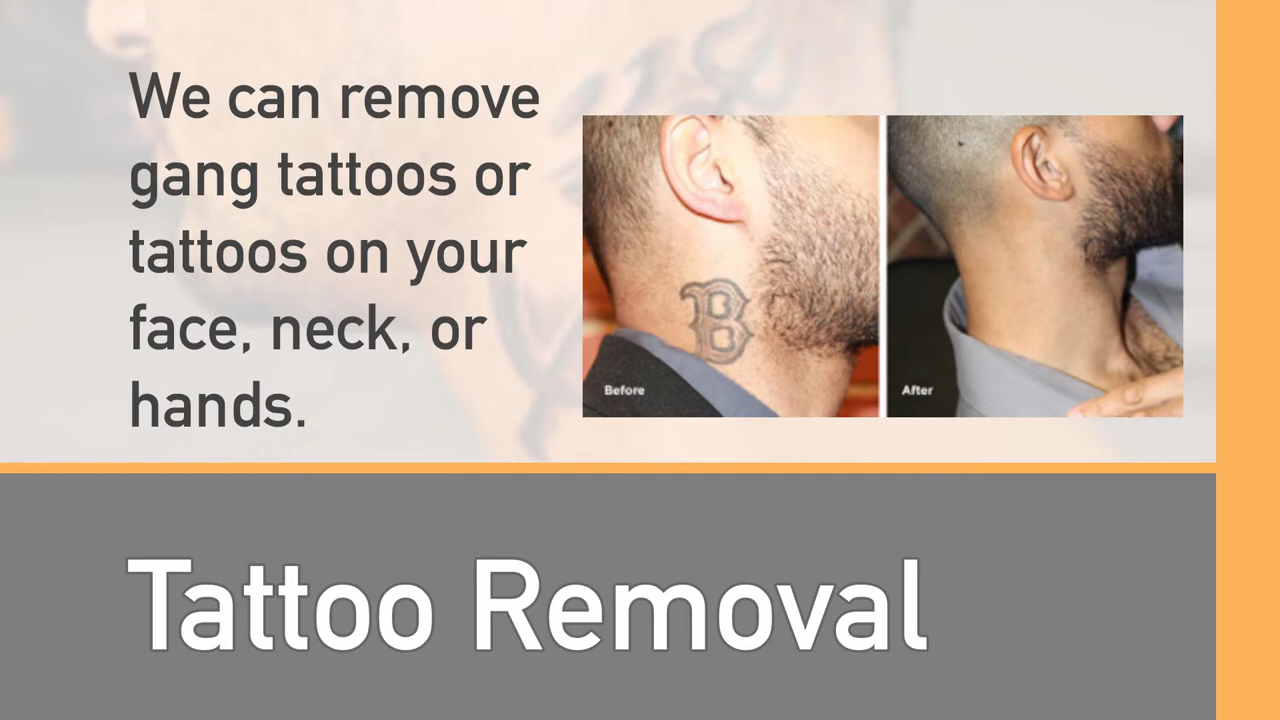 We can remove
gang tattoos or
tattoos on your
face, neck, or
hands.
B
Before
After
Tattoo Removal